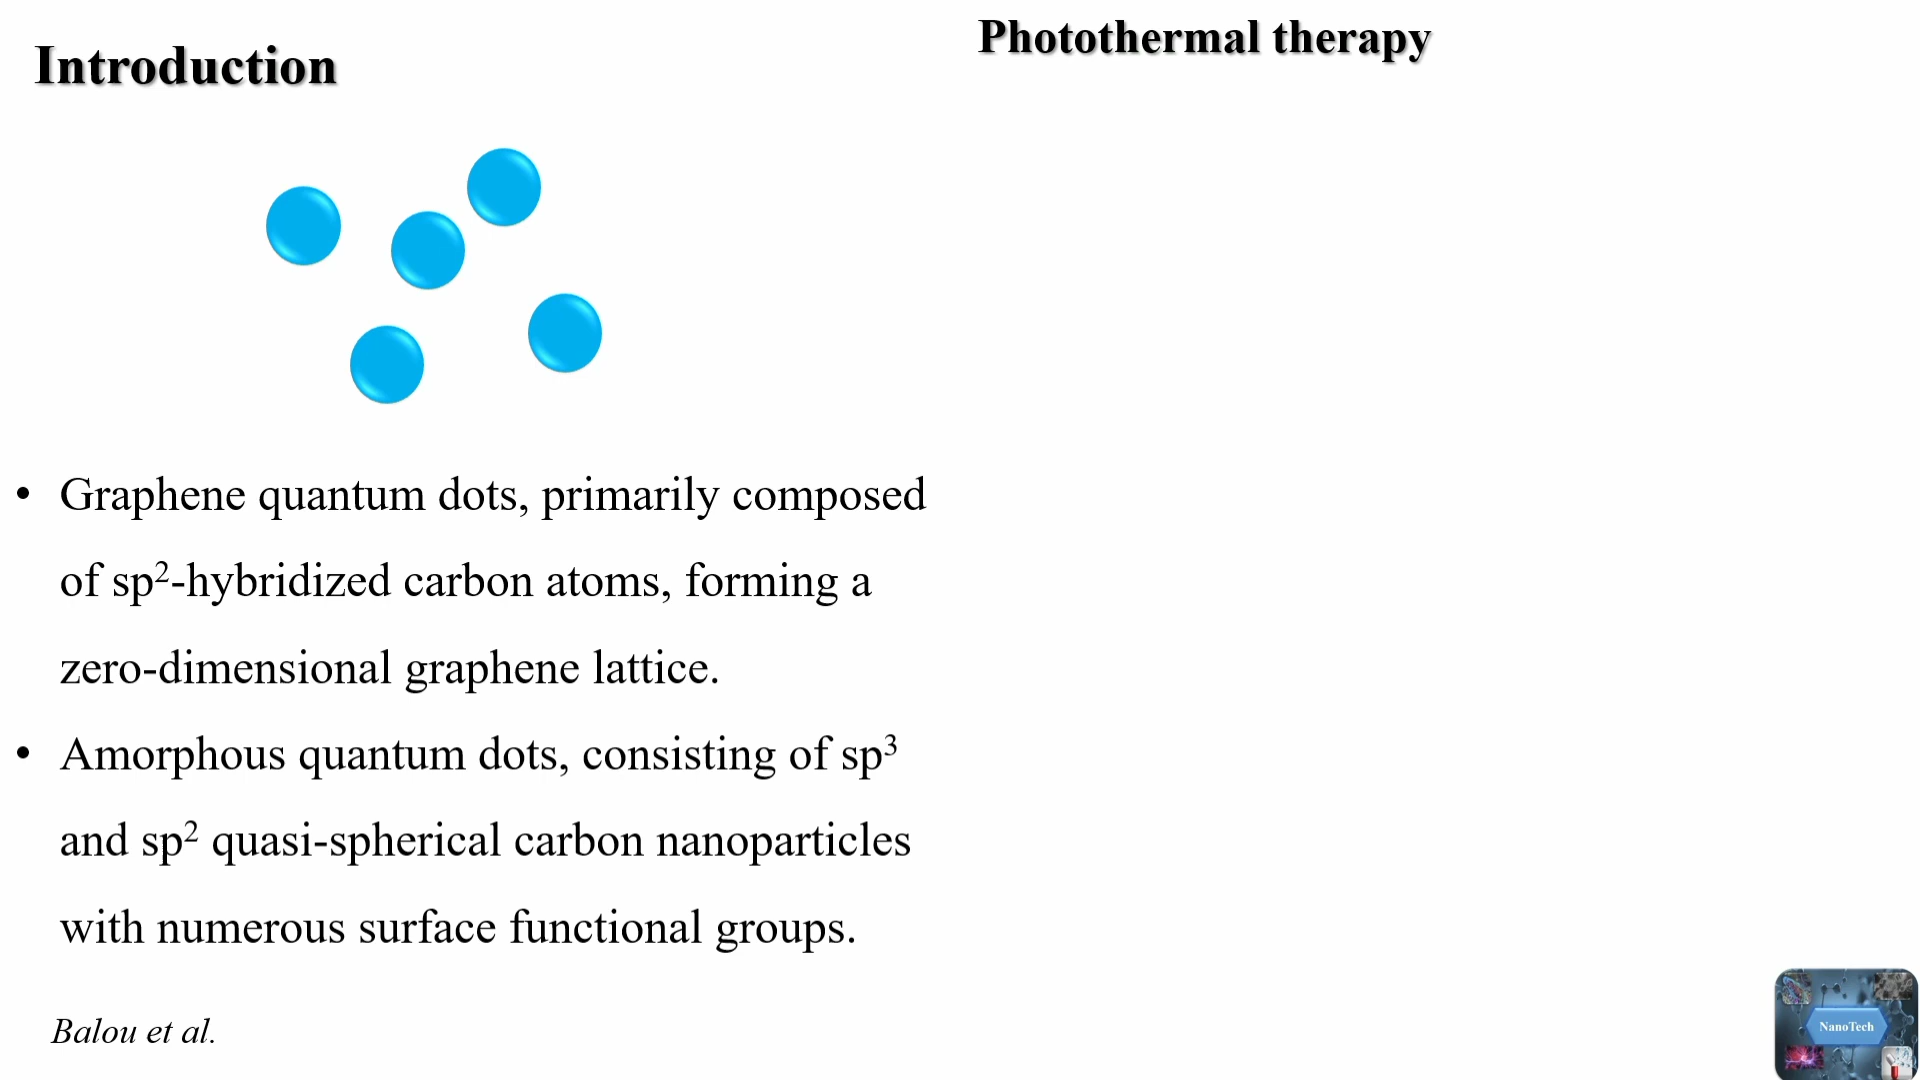 Introduction
Photothermal therapy
• Graphene quantum dots, primarily composed
of sp²-hybridized carbon atoms, forming a
zero-dimensional graphene lattice.
• Amorphous quantum dots, consisting of sp³
and sp² quasi-spherical carbon nanoparticles
with numerous surface functional groups.
Balou et al.
NanoTech